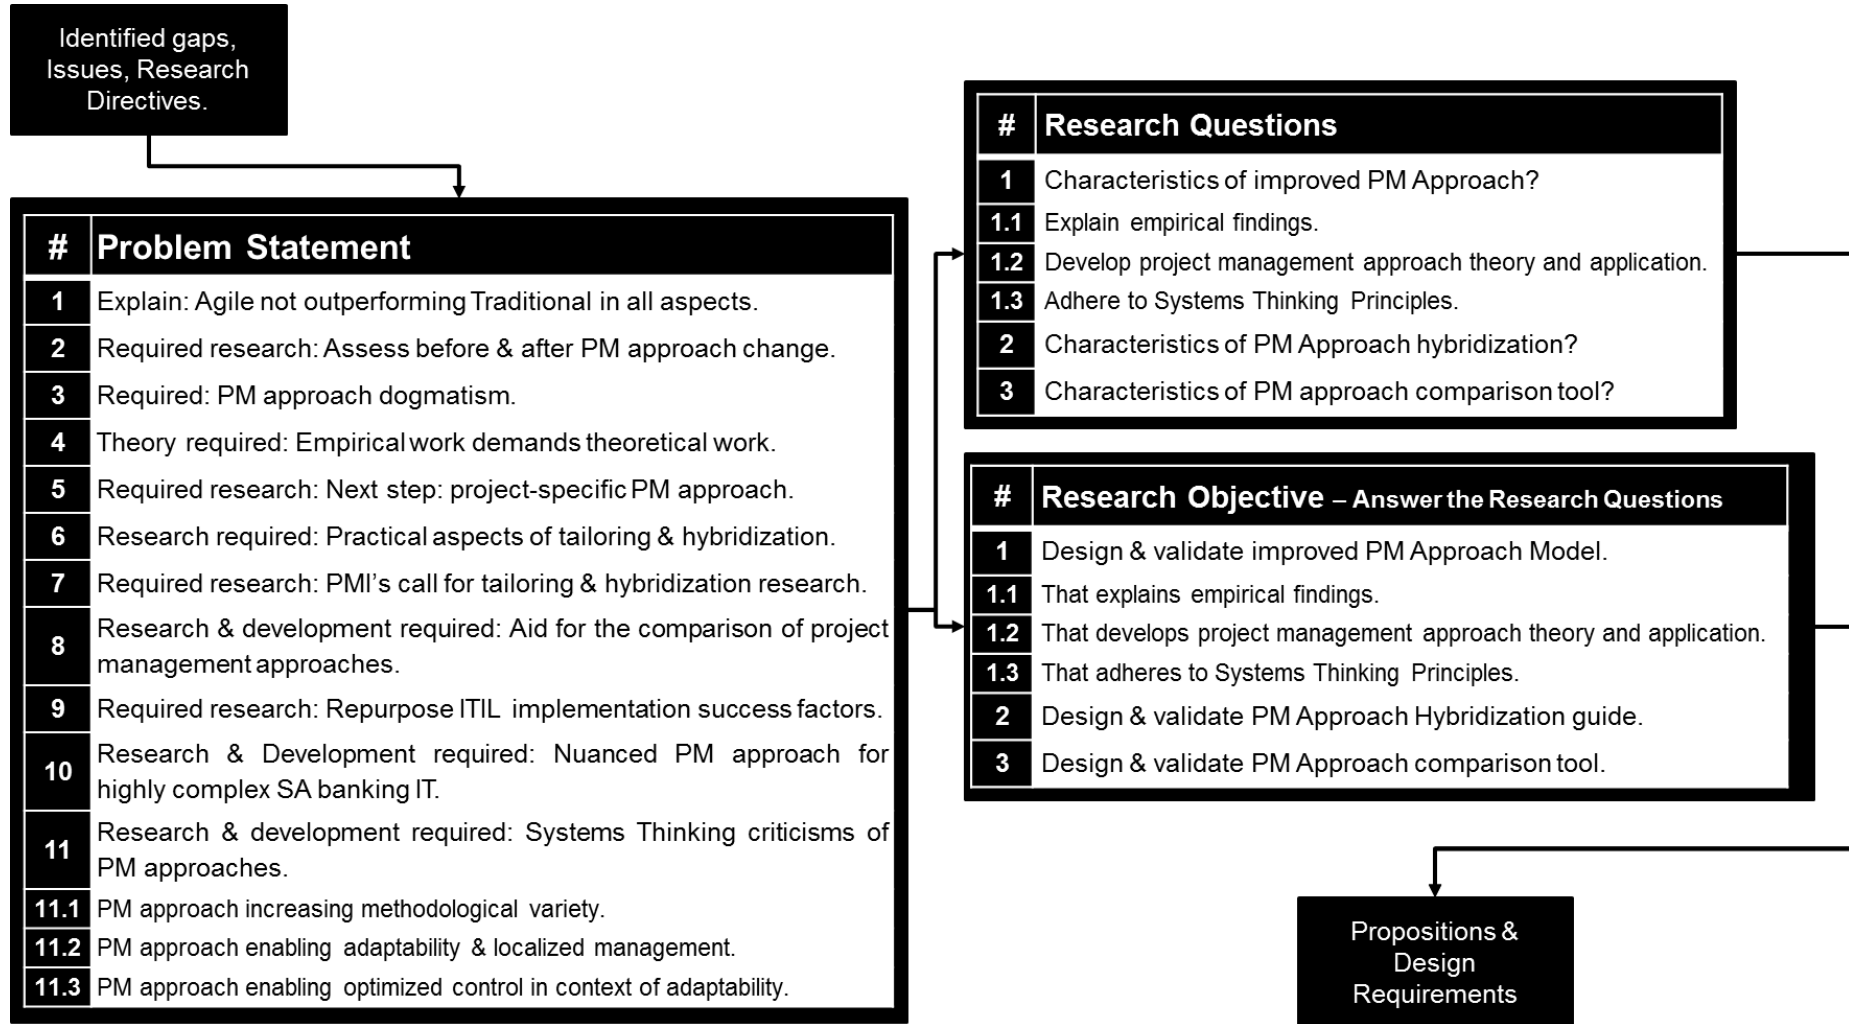 Identified gaps,
Issues, Research
Directives.
# Problem Statement
1 Explain: Agile not outperforming Traditional in all aspects.
2 Required research: Assess before & after PM approach change.
3 Required: PM approach dogmatism.
4 Theory required: Empirical work demands theoretical work.
5 Required research: Next step: project-specific PM approach.
6 Research required: Practical aspects of tailoring & hybridization.
7 Required research: PMI's call for tailoring & hybridization research.
8 Research & development required: Aid for the comparison of project
management approaches.
9 Required research: Repurpose ITIL implementation success factors.
10 Research & Development required: Nuanced PM approach for
highly complex SA banking IT.
11 Research & development required: Systems Thinking criticisms of
PM approaches.
11.1 PM approach increasing methodological variety.
11.2 PM approach enabling adaptability & localized management.
11.3 PM approach enabling optimized control in context of adaptability.
# Research Questions
1 Characteristics of improved PM Approach?
1.1 Explain empirical findings.
1.2 Develop project management approach theory and application.
1.3 Adhere to Systems Thinking Principles.
2 Characteristics of PM Approach hybridization?
3 Characteristics of PM approach comparison tool?
# Research Objective – Answer the Research Questions
1 Design & validate improved PM Approach Model.
1.1 That explains empirical findings.
1.2 That develops project management approach theory and application.
1.3 That adheres to Systems Thinking Principles.
2 Design & validate PM Approach Hybridization guide.
3 Design & validate PM Approach comparison tool.
Propositions &
Design
Requirements